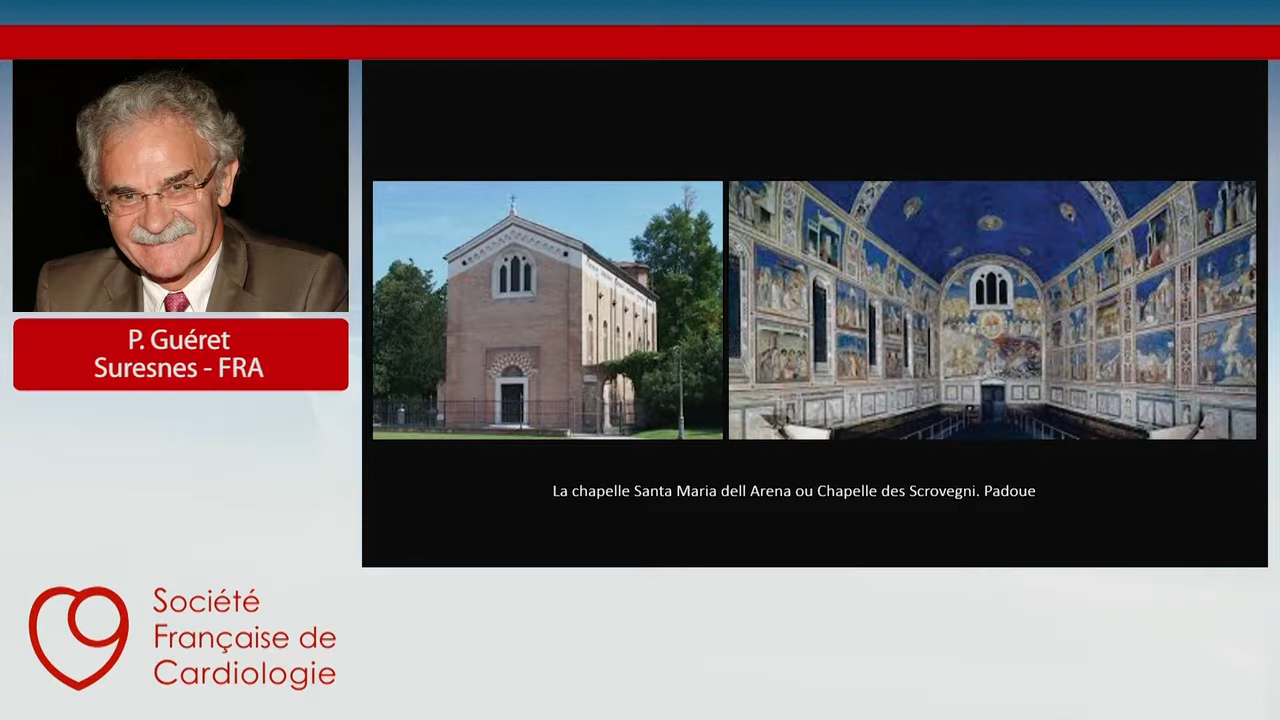 P. Guéret
Suresnes - FRA
La chapelle Santa Maria dell Arena ou Chapelle des Scrovegni. Padoue
Société
Française de
Cardiologie